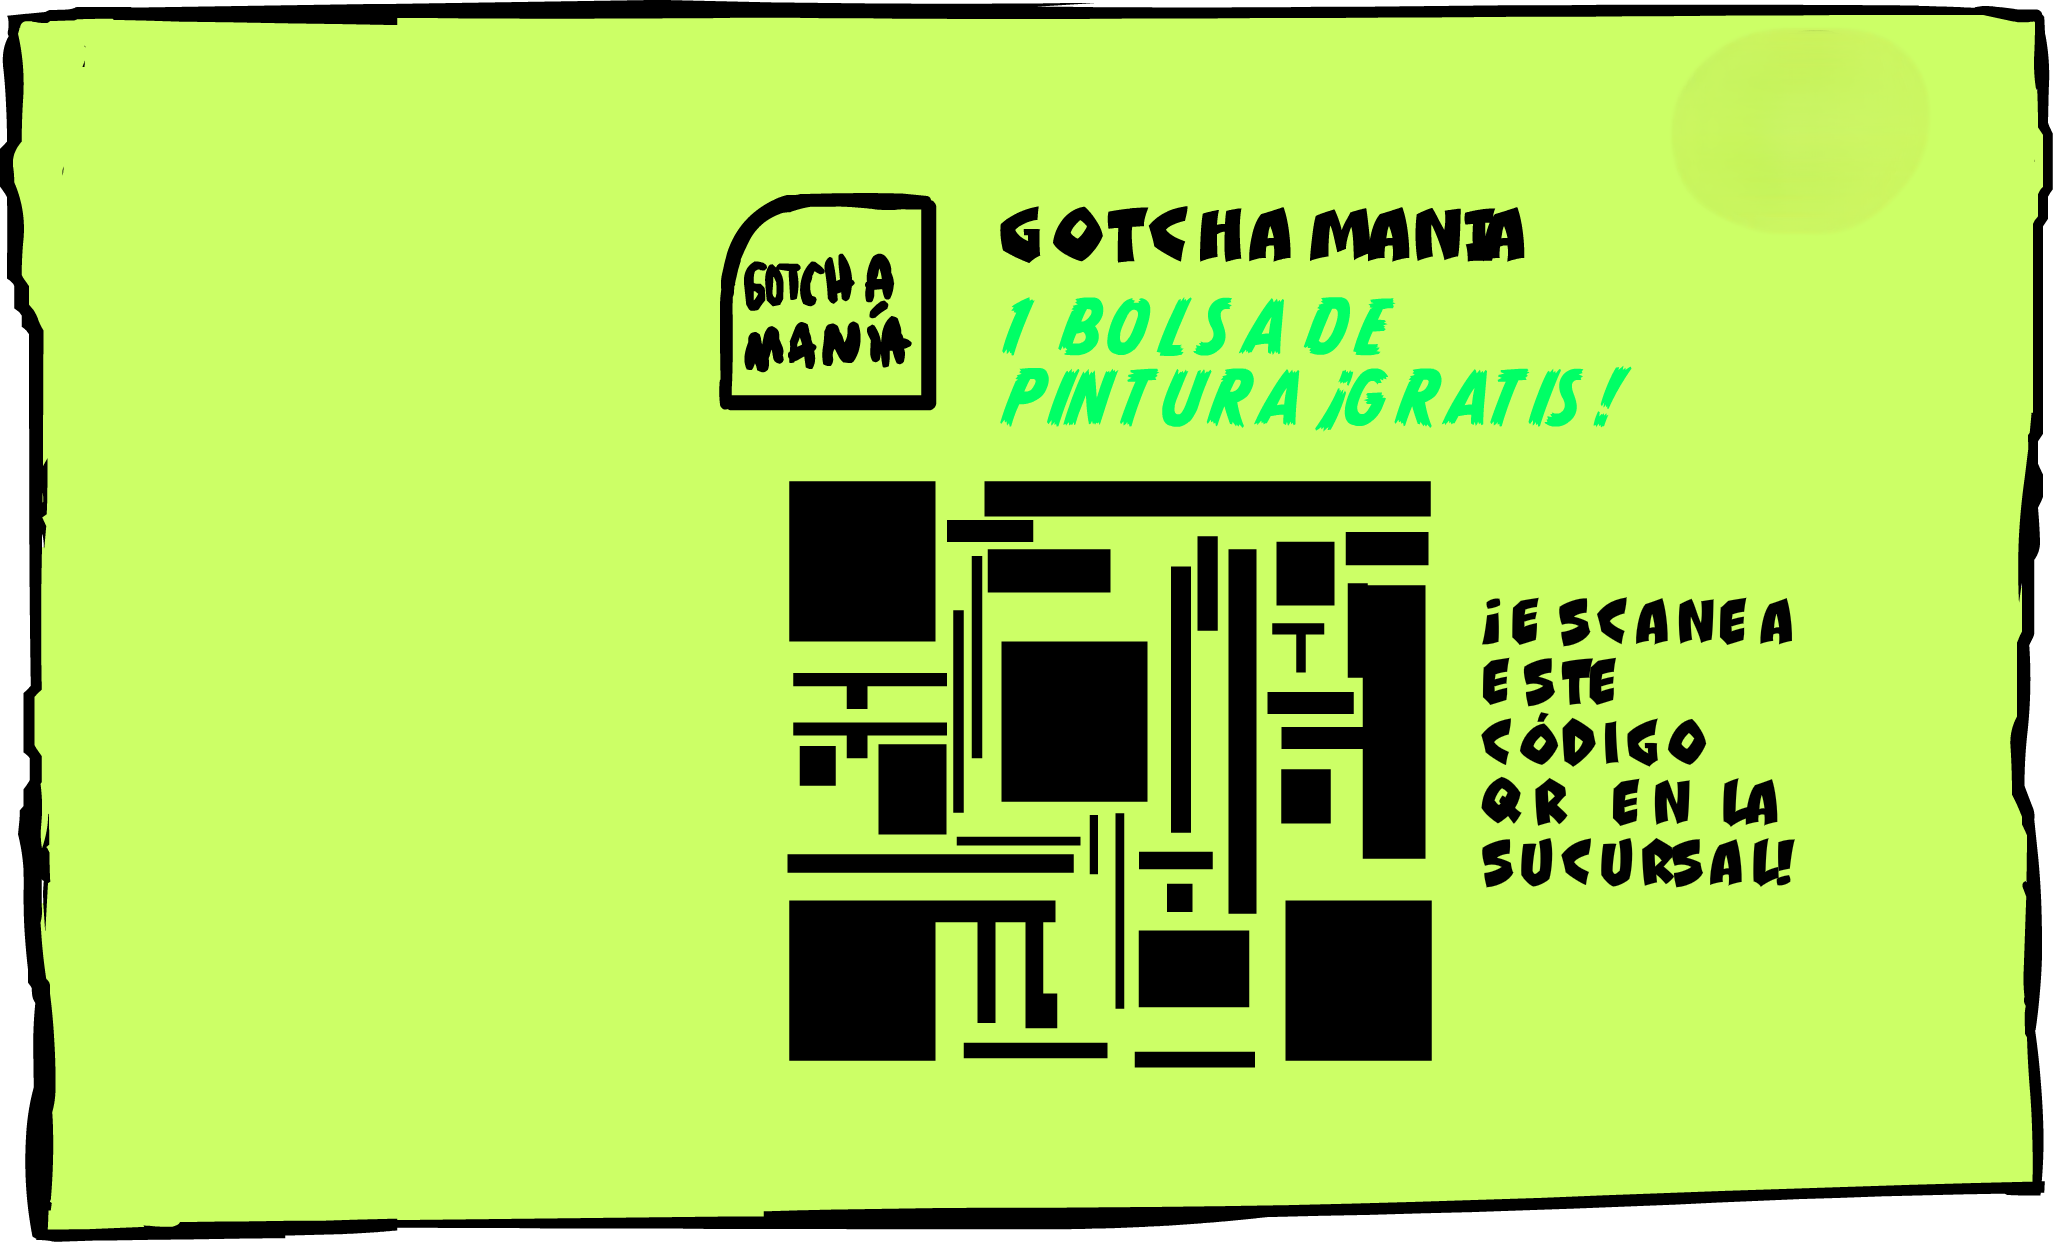 GOTCHA
MANÍA
GOTCHA MANIA
1 BOLSA DE
PINTURA ¡GRATIS!
¡ESCANEA
ESTE
CÓDIGO
QR EN LA
SUCURSAL!